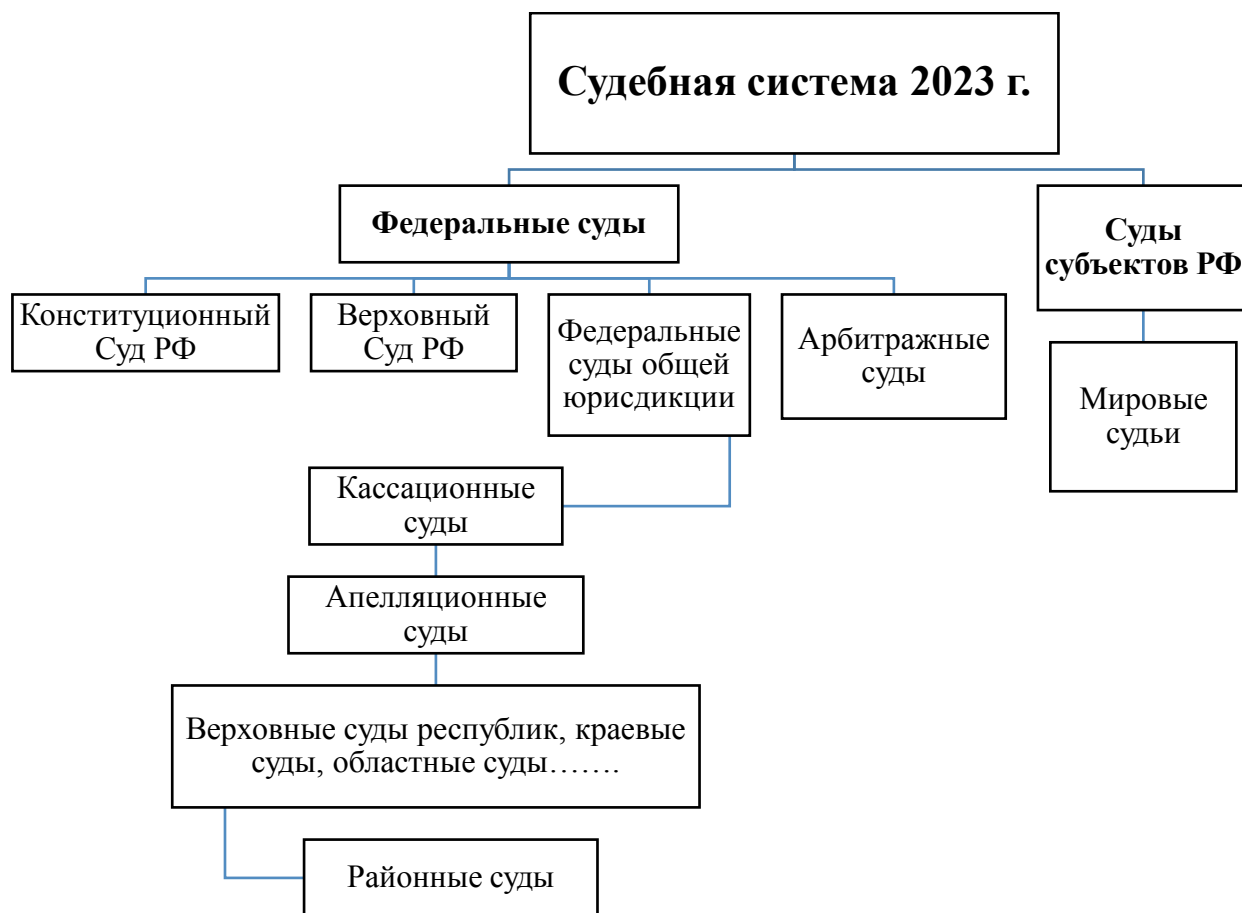 Судебная система 2023 г.
Федеральные суды
Суды
субъектов РФ
Конституционный
Суд РФ
Верховный
Суд РФ
Федеральные
суды общей
юрисдикции
Арбитражные
суды
Мировые
судьи
Кассационные
суды
Апелляционные
суды
Верховные суды республик, краевые
суды, областные суды…….
Районные суды